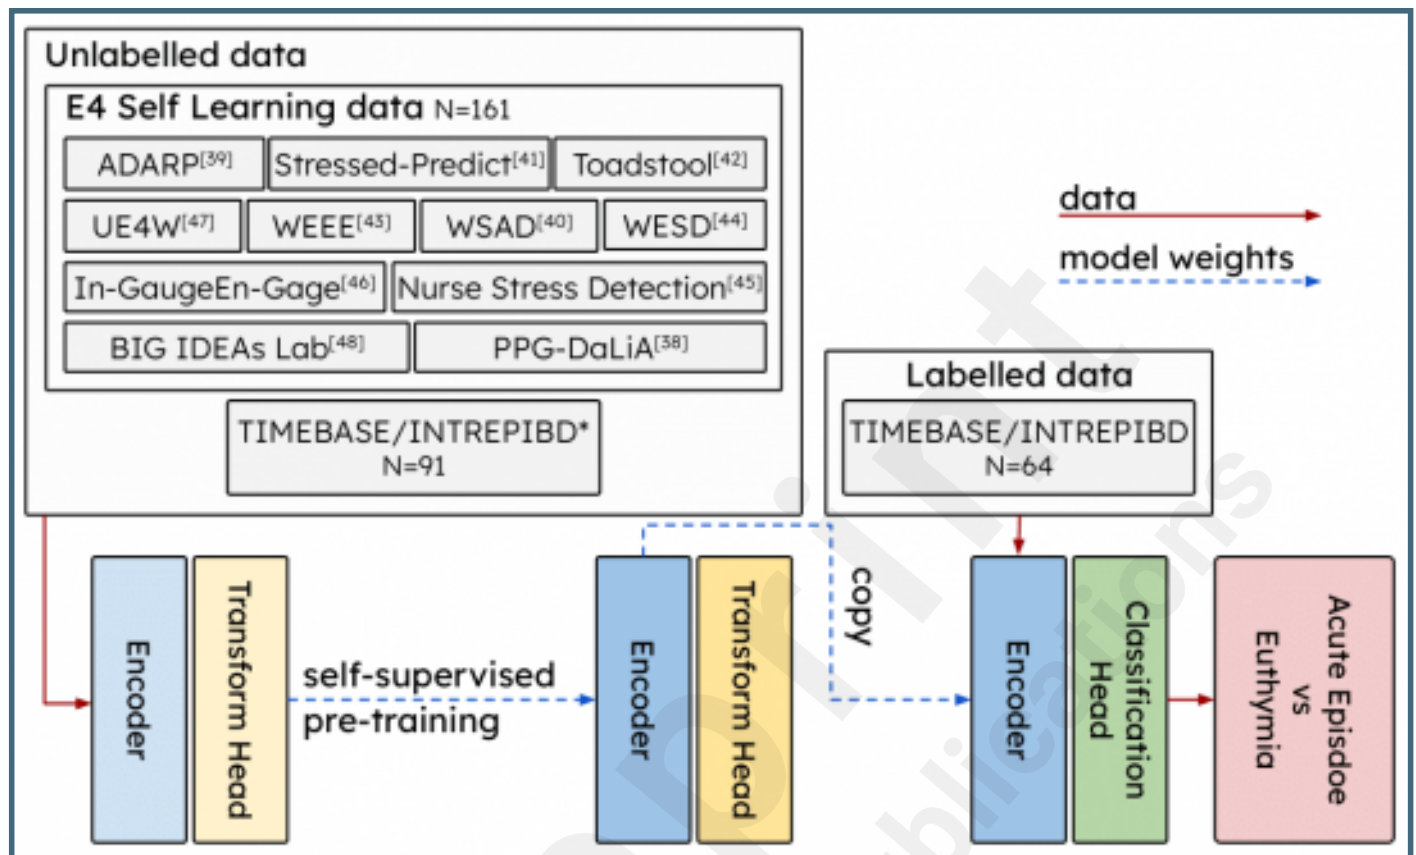 Unlabelled data
E4 Self Learning data N=161
ADARP[39] Stressed-Predict[41] Toadstool[42]
UE4W[47] WEEE[43] WSAD[40] WESD[44]
In-GaugeEn-Gage[46] Nurse Stress Detection[45]
BIG IDEAs Lab[48] PPG-DaLiA[38]
TIMEBASE/INTREPIBD*
N=91
data
model weights
Labelled data
TIMEBASE/INTREPIBD
N=64
Encoder
Transform Head
self-supervised
pre-training
Encoder
Transform Head
copy
Encoder
Classification
Head
Acute Episdoe
vs
Euthymia